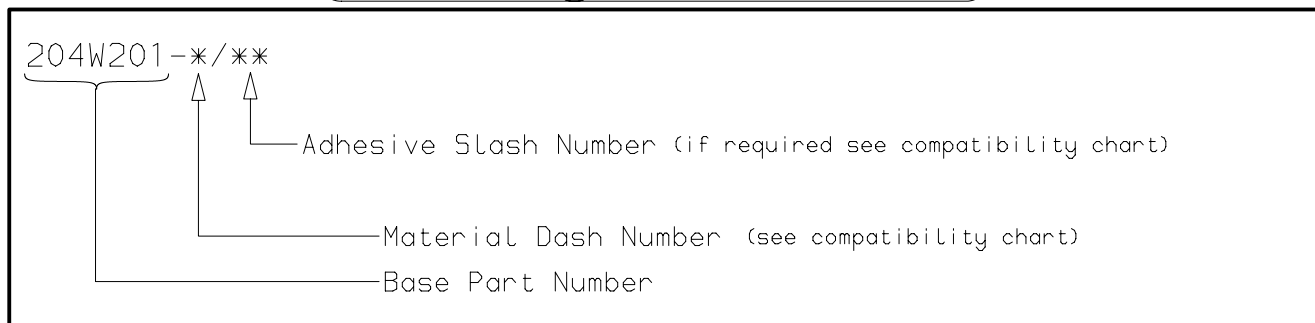 204W201-*/**
Adhesive Slash Number (if required see compatibility chart)
Material Dash Number (see compatibility chart)
Base Part Number